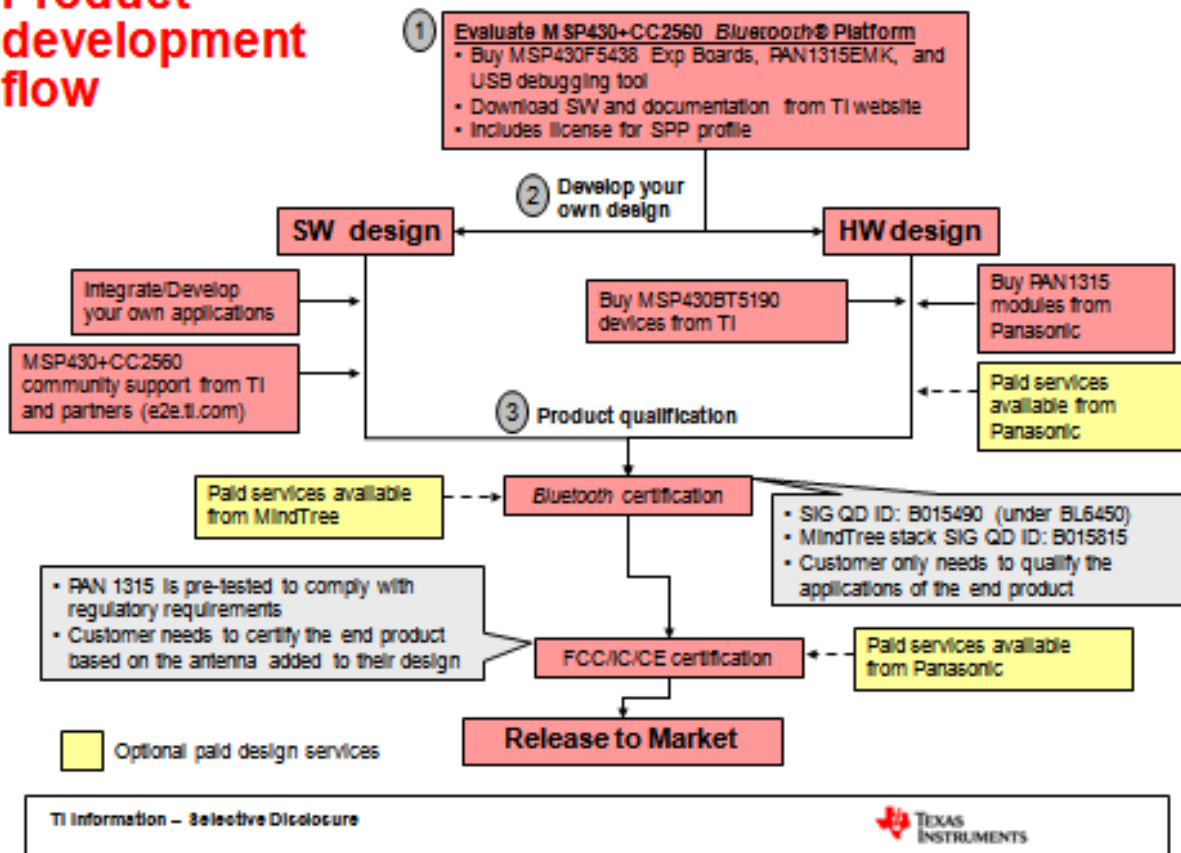 Product
development
flow
1
Evaluate MSP430+CC2560 Bluetooth® Platform
• Buy MSP430F5438 Exp Boards, PAN1315EMK, and
USB debugging tool
• Download SW and documentation from TI website
• Includes license for SPP profile
2
Develop your
own design
SW design
HW design
Integrate/Develop
your own applications
Buy MSP430BT5190
devices from TI
Buy PAN1315
modules from
Panasonic
MSP430+CC2560
community support from TI
and partners (e2e.ti.com)
Paid services
available from
Panasonic
3
Product qualification
Paid services available
from MindTree
Bluetooth certification
• SIG QD ID: B015490 (under BL6450)
• MindTree stack SIG QD ID: B015815
• Customer only needs to qualify the
applications of the end product
• PAN 1315 is pre-tested to comply with
regulatory requirements
• Customer needs to certify the end product
based on the antenna added to their design
FCC/IC/CE certification
Paid services available
from Panasonic
Release to Market
Optional paid design services
TI Information – Selective Disclosure
TEXAS
INSTRUMENTS